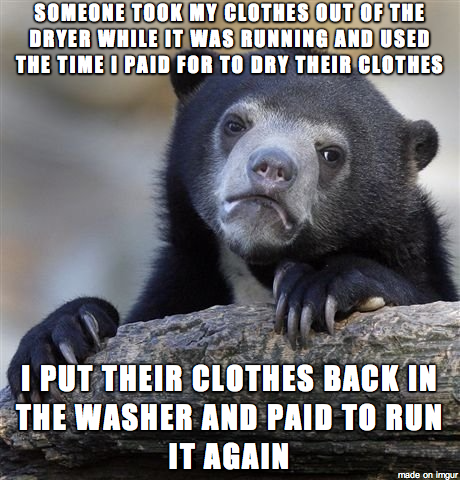 SOMEONE TOOK MY CLOTHES OUT OF THE
DRYER WHILE IT WAS RUNNING AND USED
THE TIME I PAID FOR TO DRY THEIR CLOTHES
I PUT THEIR CLOTHES BACK IN
THE WASHER AND PAID TO RUN
IT AGAIN
made on imgur